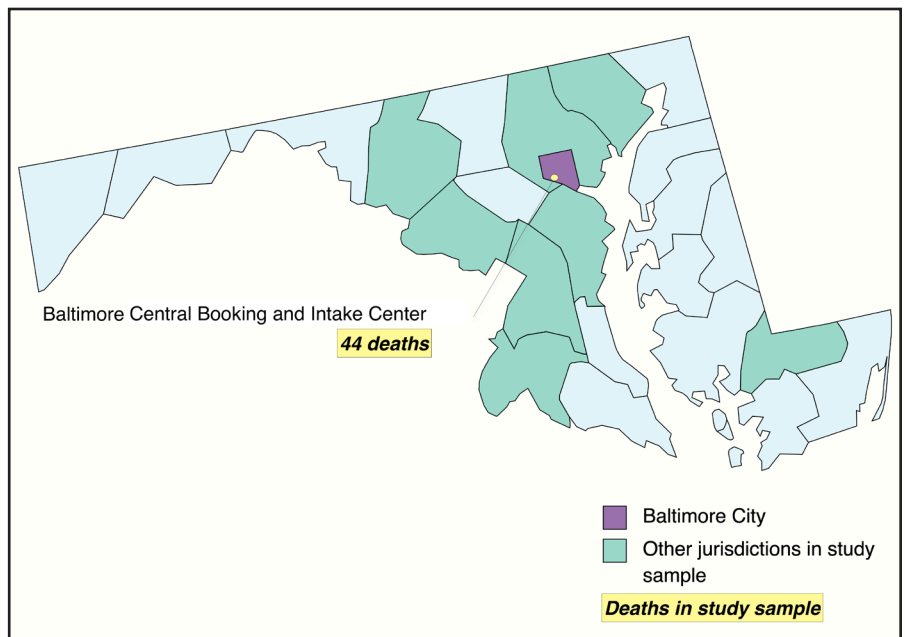 Baltimore Central Booking and Intake Center
44 deaths
Baltimore City
Other jurisdictions in study
sample
Deaths in study sample